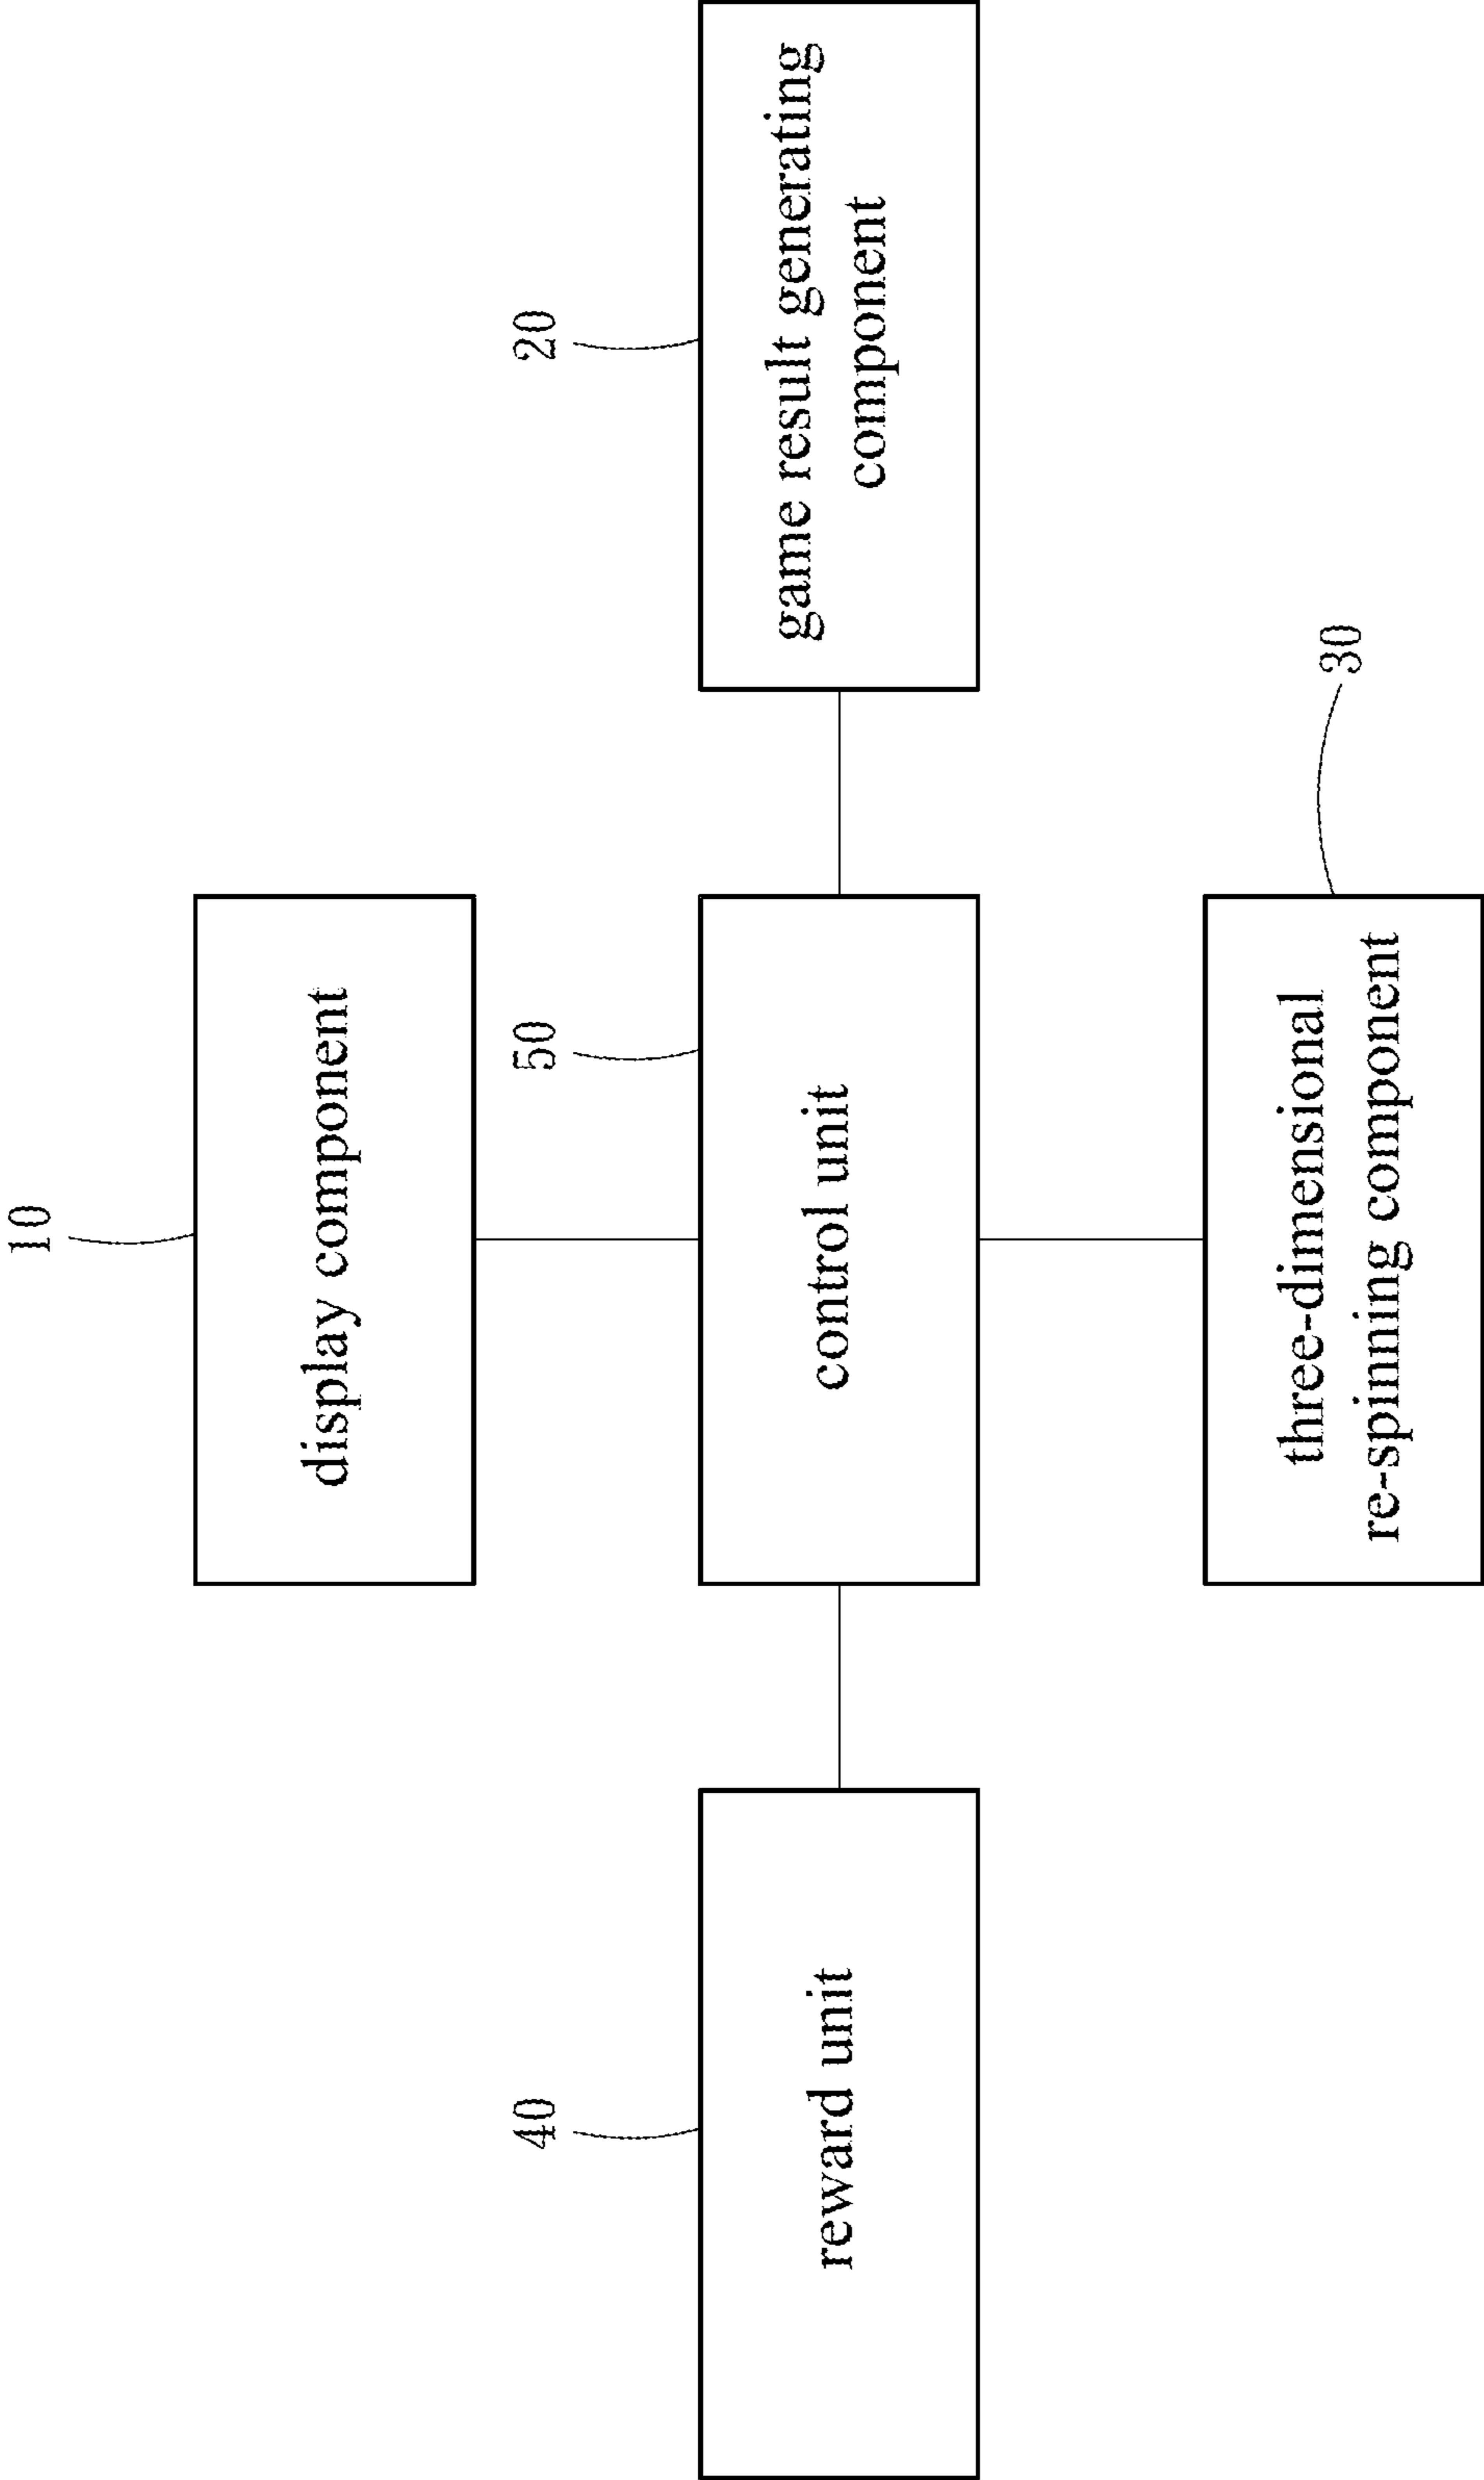 10
display component
40
reward unit
50
control unit
20
game result generating
component
30
three-dimensional
re-spinning component